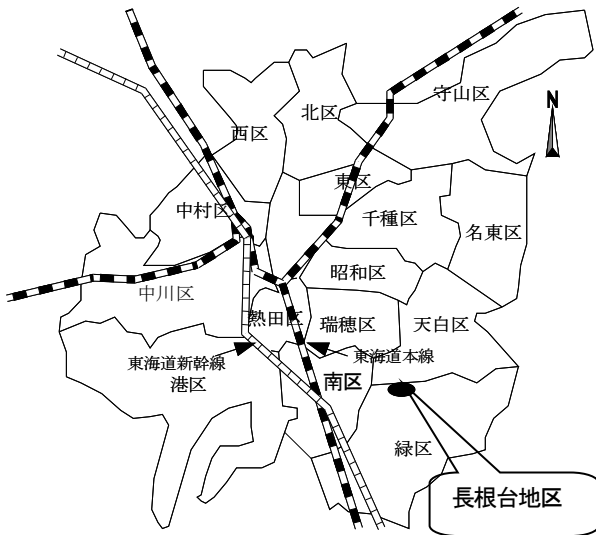 守山区
N
北区
西区
東区
中村区
千種区
名東区
昭和区
中川区
熱田区
瑞穂区
天白区
東海道新幹線
東海道本線
港区
南区
緑区
長根台地区